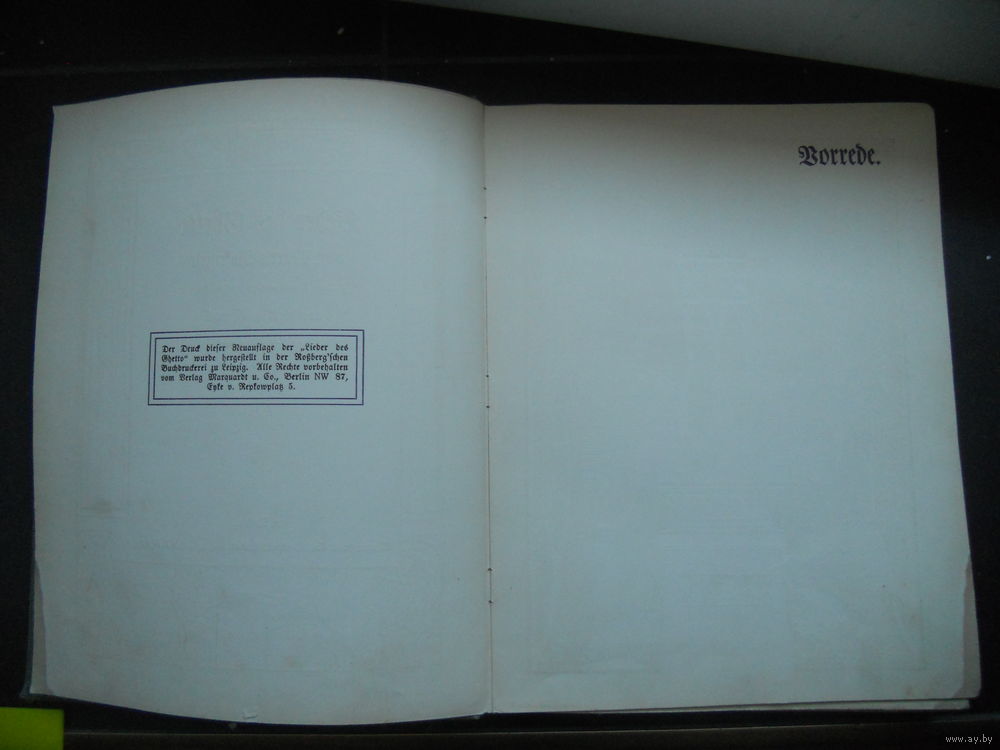 Der Druck dieser Neuauflage der „Lieder des
Ghetto“ wurde hergestellt in der Roßberg'schen
Buchdruckerei zu Leipzig. Alle Rechte vorbehalten
vom Verlag Marquardt u. Co., Berlin NW 87,
Eyke v. Repkowplatz 5.
Vorrede.
www.ay.by